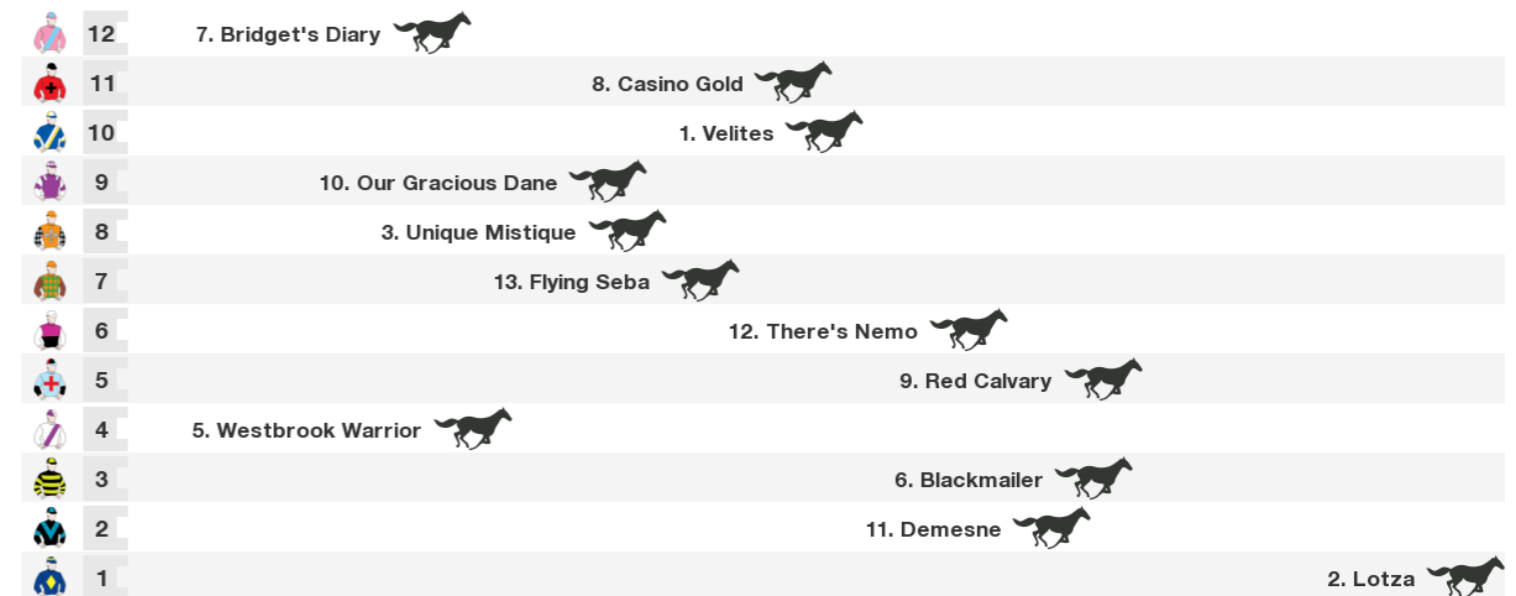 12 7. Bridget's Diary
11 8. Casino Gold
10 1. Velites
9 10. Our Gracious Dane
8 3. Unique Mistique
7 13. Flying Seba
6 12. There's Nemo
5 9. Red Calvary
4 5. Westbrook Warrior
3 6. Blackmailer
2 11. Demesne
1 2. Lotza